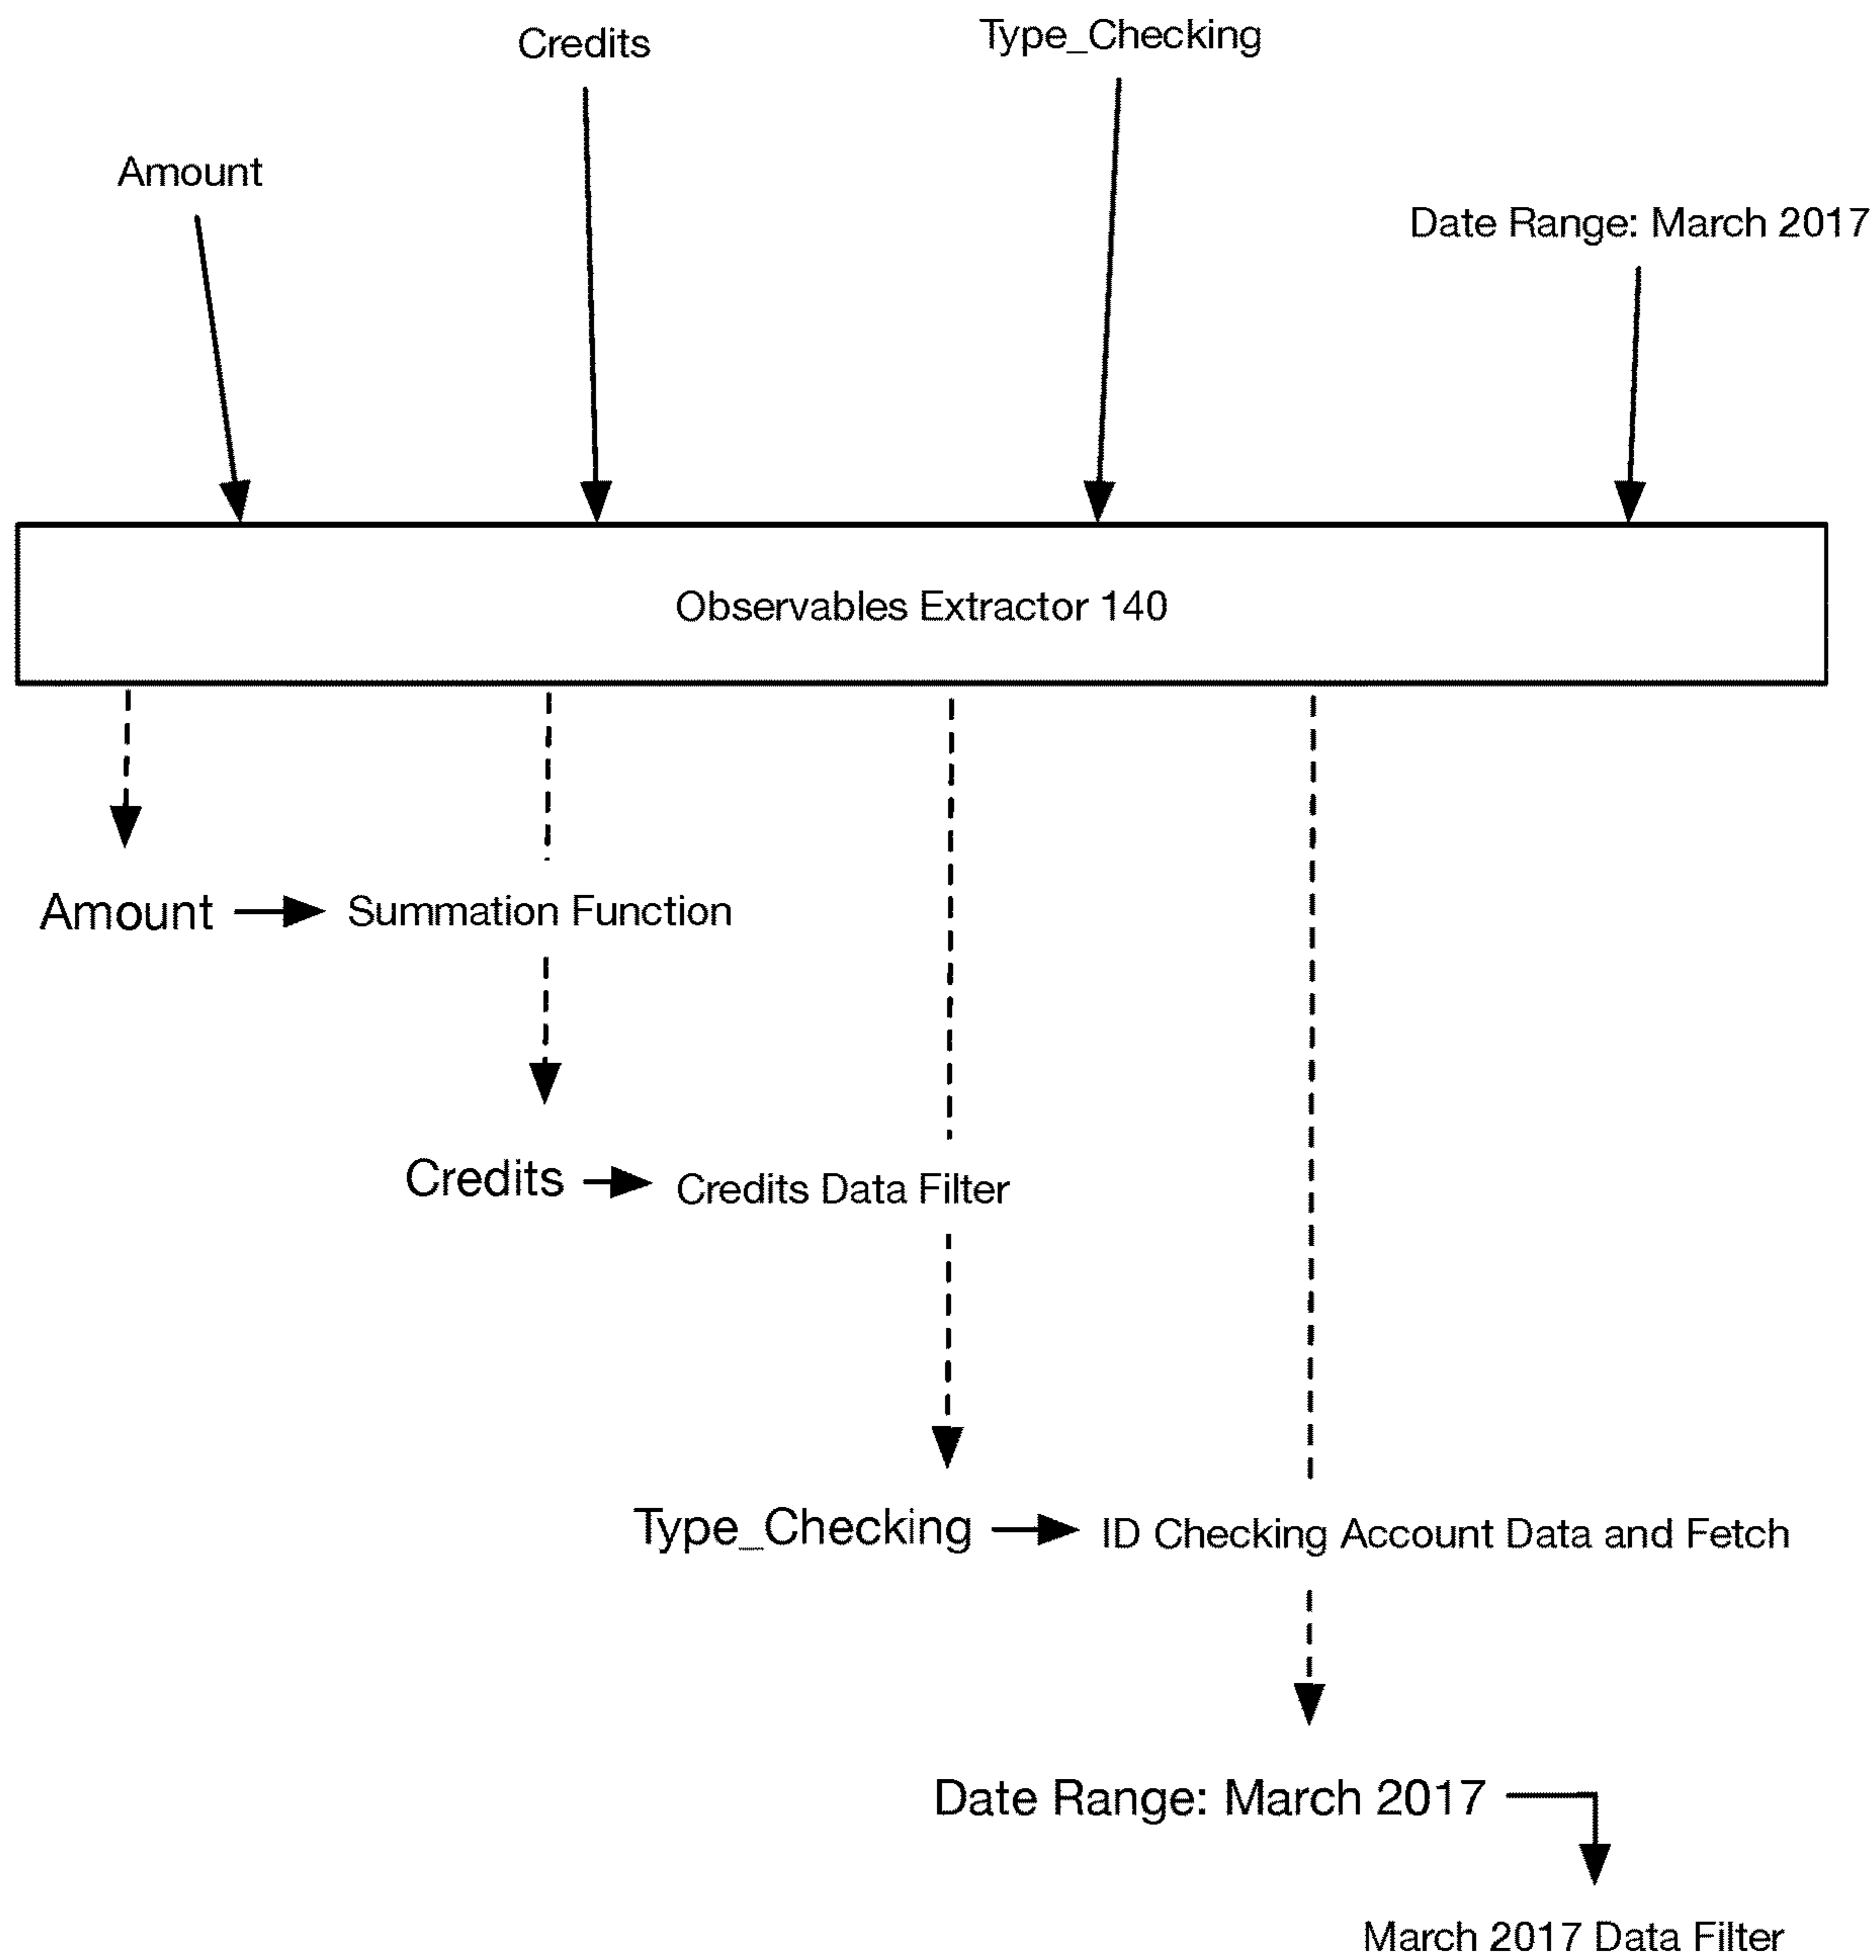 Type_Checking
Credits
Amount
Date Range: March 2017
Observables Extractor 140
Amount
Summation Function
Credits
Credits Data Filter
Type_Checking
ID Checking Account Data and Fetch
Date Range: March 2017
March 2017 Data Filter